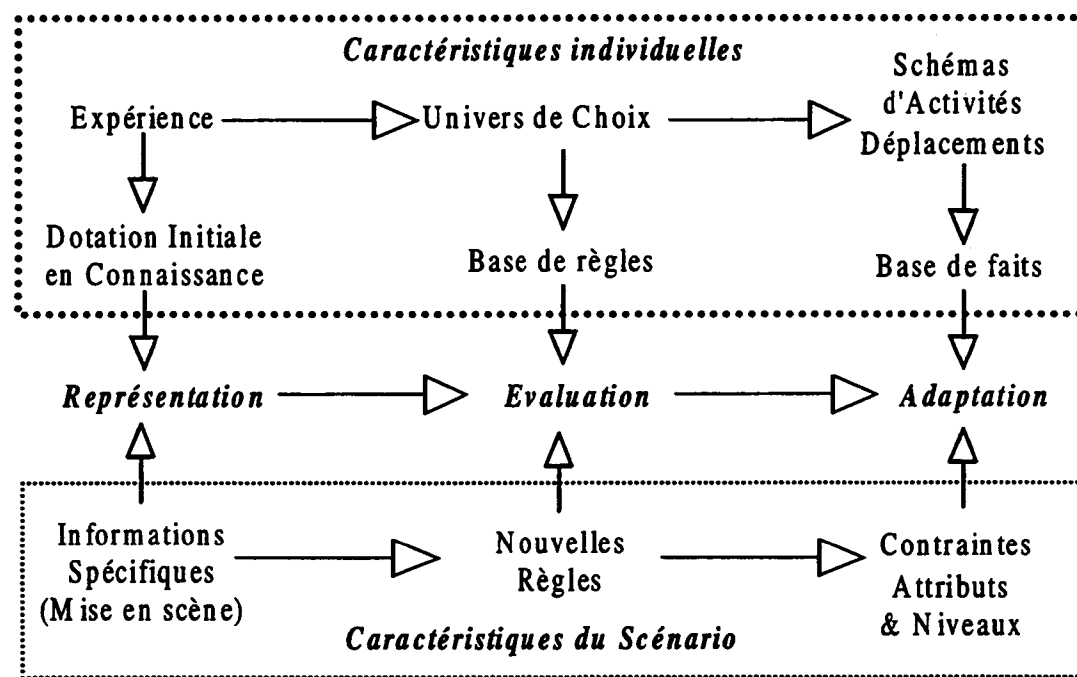 Caractéristiques individuelles
Expérience
Univers de Choix
Schémas
d'Activités
Déplacements
Dotation Initiale
en Connaissance
Base de règles
Base de faits
Représentation
Evaluation
Adaptation
Informations
Spécifiques
(Mise en scène)
Nouvelles
Règles
Contraintes
Attributs
& Niveaux
Caractéristiques du Scénario